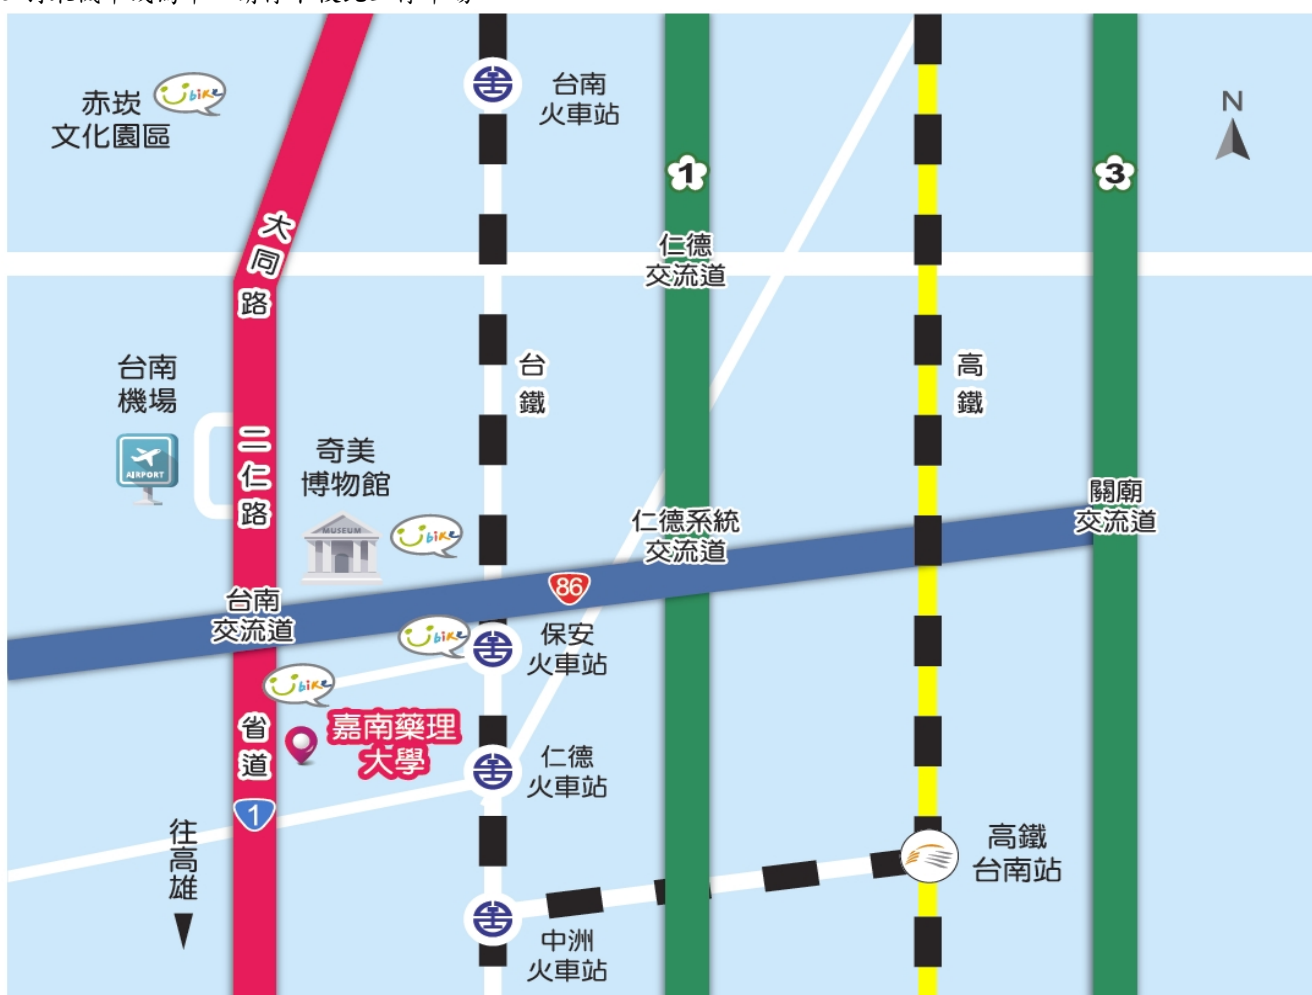 台南
火車站
赤崁
文化園區
Ubike
N
1
3
大同路
仁德
交流道
台南
機場
AIRPORT
台鐵
高鐵
二仁路
奇美
博物館
MUSEUM
Ubike
仁德系統
交流道
關廟
交流道
86
台南
交流道
Ubike
保安
火車站
Ubike
省道
1
嘉南藥理
大學
仁德
火車站
往高雄
高鐵
台南站
中洲
火車站